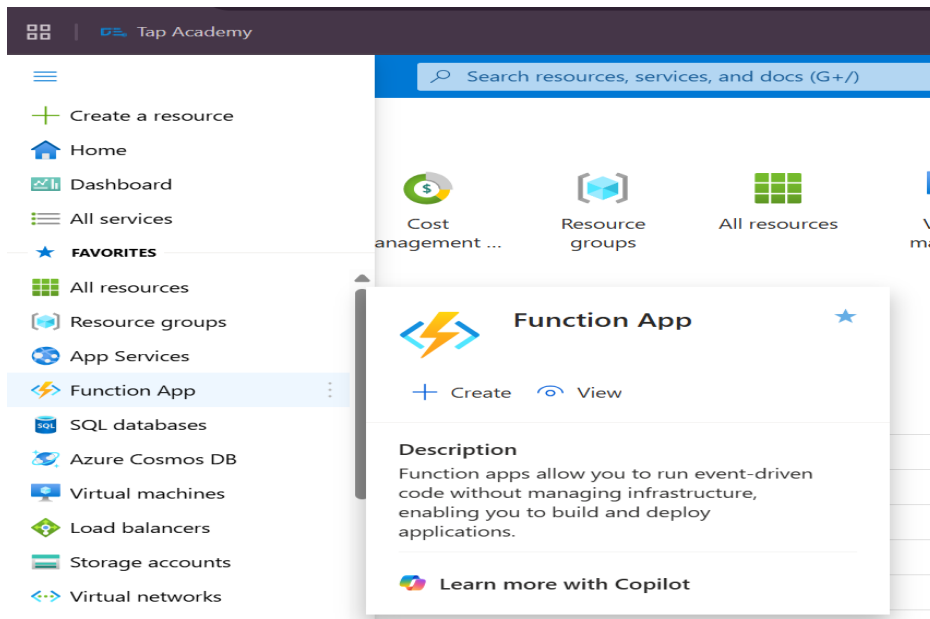 Tap Academy
Search resources, services, and docs (G+/)
Create a resource
Home
Dashboard
All services
FAVORITES
All resources
Resource groups
App Services
Function App
SQL databases
Azure Cosmos DB
Virtual machines
Load balancers
Storage accounts
Virtual networks
Cost
anagement ...
Resource
groups
All resources
Function App
Create
View
Description
Function apps allow you to run event-driven
code without managing infrastructure,
enabling you to build and deploy
applications.
Learn more with Copilot